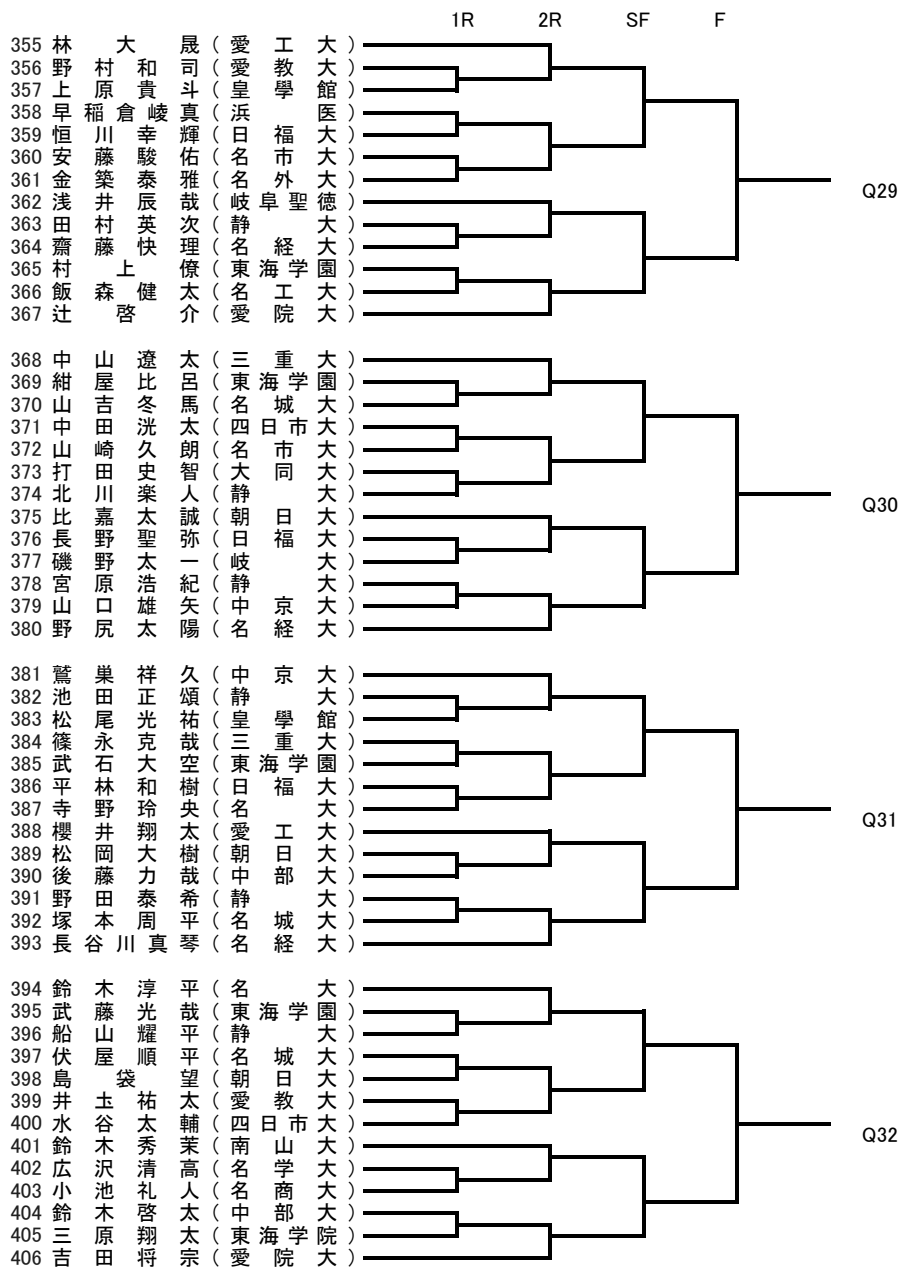 1R 2R SF F
355 林 大 晟 ( 愛 工 大 )
356 野 村 和 司 ( 愛 教 大 )
357 上 原 貴 斗 ( 皇 學 館 )
358 早 稲 倉 崚 真 ( 浜 医 )
359 恒 川 幸 輝 ( 日 福 大 )
360 安 藤 駿 佑 ( 名 市 大 )
361 金 築 泰 雅 ( 名 外 大 )
Q29
362 浅 井 辰 哉 ( 岐 阜 聖 徳 )
363 田 村 英 次 ( 静 大 )
364 齋 藤 快 理 ( 名 経 大 )
365 村 上 僚 ( 東 海 学 園 )
366 飯 森 健 太 ( 名 工 大 )
367 辻 啓 介 ( 愛 院 大 )
368 中 山 遼 太 ( 三 重 大 )
369 紺 屋 比 呂 ( 東 海 学 園 )
370 山 吉 冬 馬 ( 名 城 大 )
371 中 田 洸 太 ( 四 日 市 大 )
372 山 崎 久 朗 ( 名 市 大 )
373 打 田 史 智 ( 大 同 大 )
374 北 川 楽 人 ( 静 大 )
Q30
375 比 嘉 太 誠 ( 朝 日 大 )
376 長 野 聖 弥 ( 日 福 大 )
377 磯 野 太 一 ( 岐 大 )
378 宮 原 浩 紀 ( 静 大 )
379 山 口 雄 矢 ( 中 京 大 )
380 野 尻 太 陽 ( 名 経 大 )
381 鷲 巣 祥 久 ( 中 京 大 )
382 池 田 正 頌 ( 静 大 )
383 松 尾 光 祐 ( 皇 學 館 )
384 篠 永 克 哉 ( 三 重 大 )
385 武 石 大 空 ( 東 海 学 園 )
386 平 林 和 樹 ( 日 福 大 )
387 寺 野 玲 央 ( 名 大 )
Q31
388 櫻 井 翔 太 ( 愛 工 大 )
389 松 岡 大 樹 ( 朝 日 大 )
390 後 藤 力 哉 ( 中 部 大 )
391 野 田 泰 希 ( 静 大 )
392 塚 本 周 平 ( 名 城 大 )
393 長 谷 川 真 琴 ( 名 経 大 )
394 鈴 木 淳 平 ( 名 大 )
395 武 藤 光 哉 ( 東 海 学 園 )
396 船 山 耀 平 ( 静 大 )
397 伏 屋 順 平 ( 名 城 大 )
398 島 袋 望 ( 朝 日 大 )
399 井 圡 祐 太 ( 愛 教 大 )
400 水 谷 太 輔 ( 四 日 市 大 )
Q32
401 鈴 木 秀 茉 ( 南 山 大 )
402 広 沢 清 高 ( 名 学 大 )
403 小 池 礼 人 ( 名 商 大 )
404 鈴 木 啓 太 ( 中 部 大 )
405 三 原 翔 太 ( 東 海 学 院 )
406 吉 田 将 宗 ( 愛 院 大 )